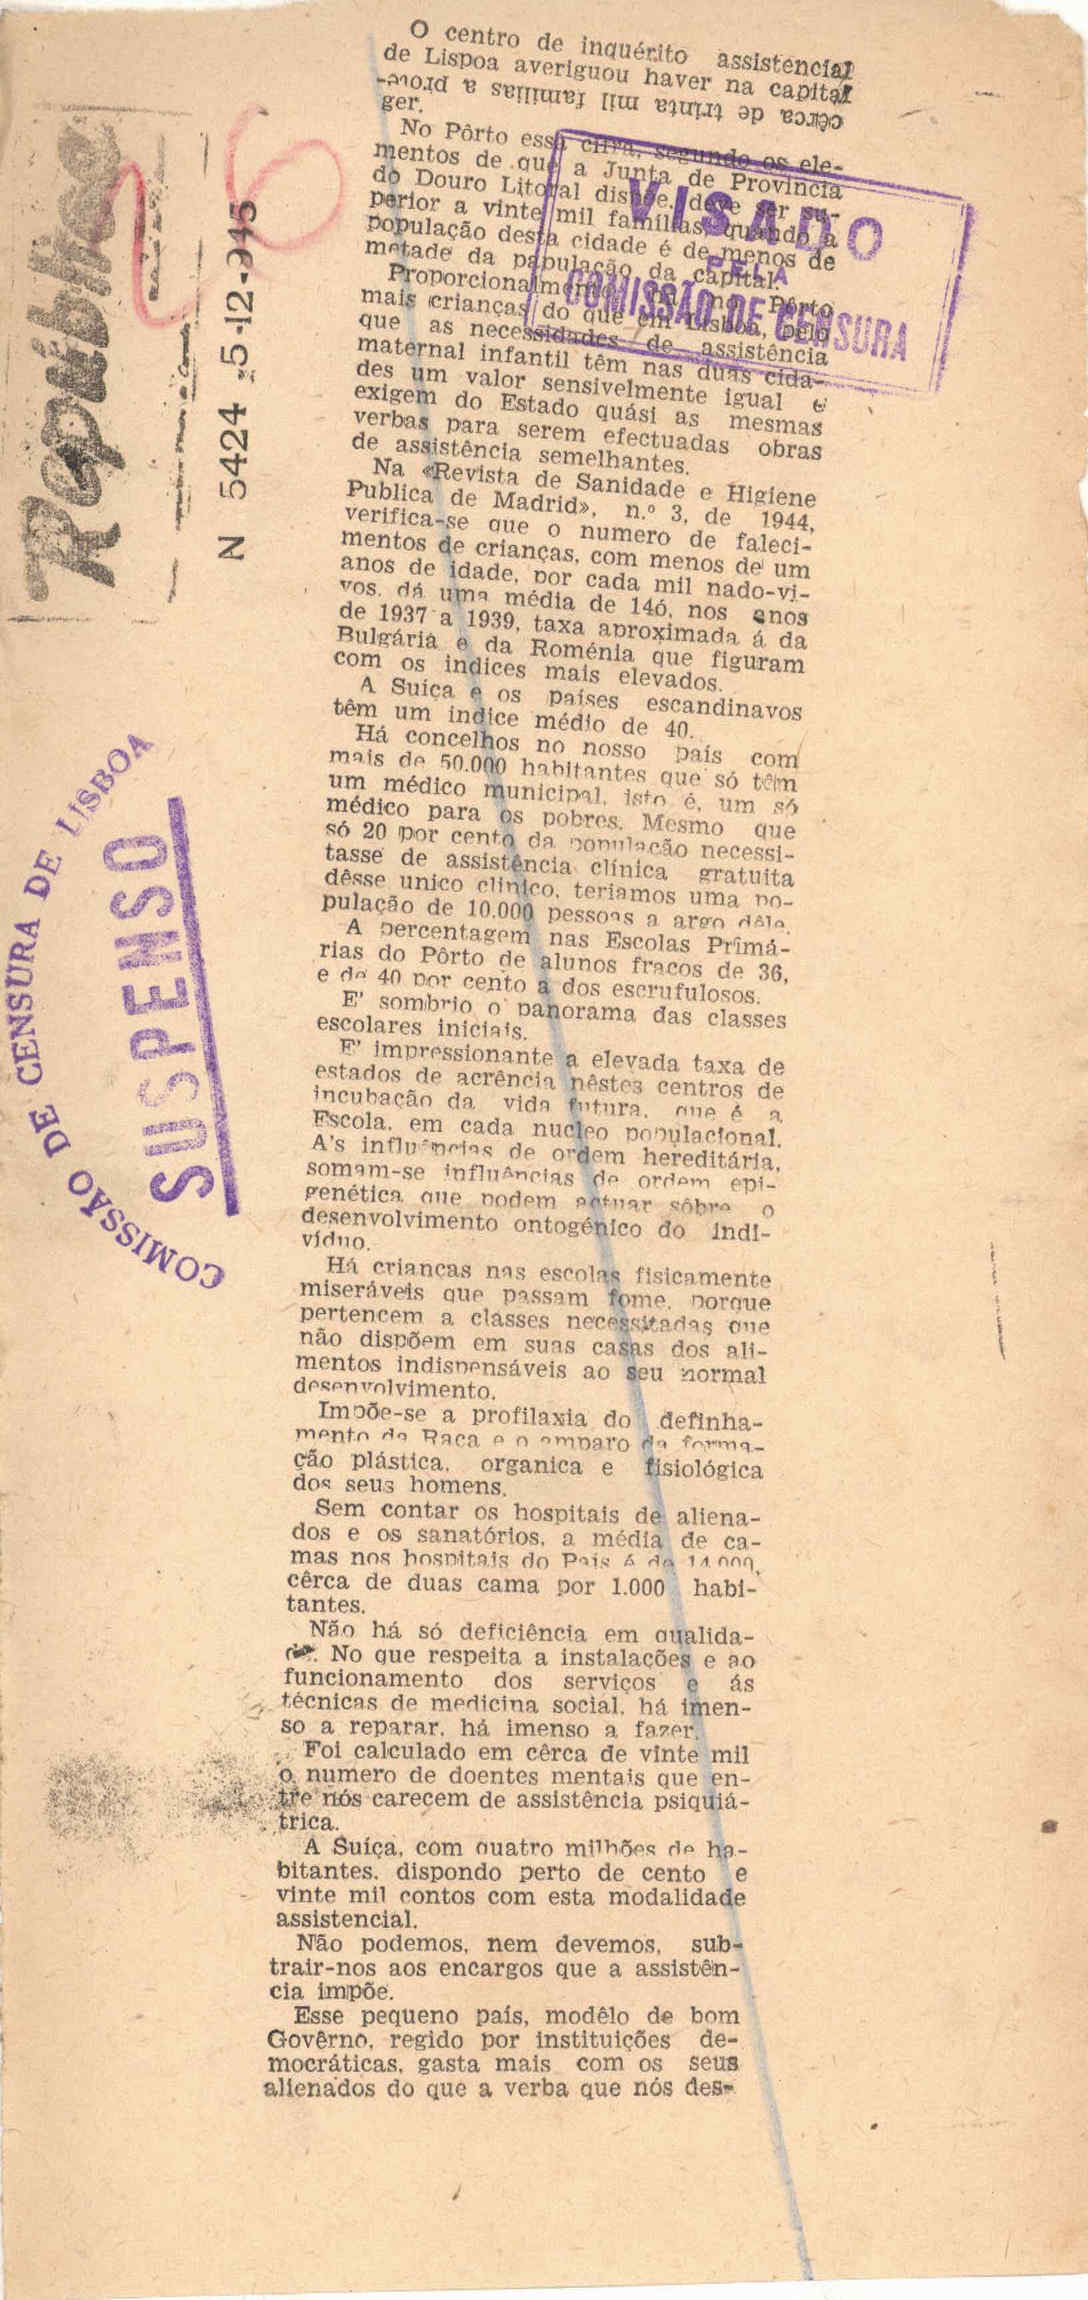 O centro de inquérito assistencial
de Lispoa averiguou haver na capital
cêrca de trinta mil famílias a prote-
ger.
No Pôrto essa cifra, segundo os ele-
mentos de que a Junta de Província
do Douro Litoral dispõe, deve ser su-
perior a vinte mil famílias, quando a
população desta cidade é de menos de
metade da população da capital.
Proporcionalmente, há no Pôrto
mais crianças do que em Lisboa, pelo
que as necessidades de assistência
maternal infantil têm nas duas cida-
des um valor sensivelmente igual e
exigem do Estado quási as mesmas
verbas para serem efectuadas obras
de assistência semelhantes.
Na «Revista de Sanidade e Higiene
Publica de Madrid», n.º 3, de 1944,
verifica-se que o numero de faleci-
mentos de crianças, com menos de um
anos de idade, por cada mil nado-vi-
vos, dá uma média de 146, nos anos
de 1937 a 1939, taxa aproximada á da
Bulgária e da Roménia que figuram
com os indices mais elevados.
A Suiça e os países escandinavos
têm um indice médio de 40.
Há concelhos no nosso país com
mais de 50.000 habitantes que só têm
um médico municipal, isto é, um só
médico para os pobres. Mesmo que
só 20 por cento da população necessi-
tasse de assistência clínica gratuita
dêsse unico clínico, teriamos uma po-
pulação de 10.000 pessoas a argo dêle.
A percentagem nas Escolas Primá-
rias do Pôrto de alunos fracos de 36,
e de 40 por cento a dos escrufulosos.
E' sombrio o panorama das classes
escolares iniciais.
E' impressionante a elevada taxa de
estados de acrência nêstes centros de
incubação da vida futura, que é a
Escola, em cada nucleo populacional.
A's influências de ordem hereditária,
somam-se influências de ordem epi-
genética que podem actuar sôbre o
desenvolvimento ontogénico do indi-
víduo.
Há crianças nas escolas fisicamente
miseráveis que passam fome, porque
pertencem a classes necessitadas que
não dispõem em suas casas dos ali-
mentos indispensáveis ao seu normal
desenvolvimento.
Impõe-se a profilaxia do definha-
mento da Raça e o amparo da forma-
ção plástica, organica e fisiológica
dos seus homens.
Sem contar os hospitais de aliena-
dos e os sanatórios, a média de ca-
mas nos hospitais do País é de 14.000,
cêrca de duas cama por 1.000 habi-
tantes.
Não há só deficiência em qualida-
de. No que respeita a instalações e ao
funcionamento dos serviços e ás
técnicas de medicina social, há imen-
so a reparar, há imenso a fazer.
Foi calculado em cêrca de vinte mil
o numero de doentes mentais que en-
tre nós carecem de assistência psiquiá-
trica.
A Suíça, com quatro milhões de ha-
bitantes, dispondo perto de cento e
vinte mil contos com esta modalidade
assistencial.
Não podemos, nem devemos, sub-
trair-nos aos encargos que a assistên-
cia impõe.
Esse pequeno país, modêlo de bom
Govêrno, regido por instituições de-
mocráticas, gasta mais com os seus
alienados do que a verba que nós des-
VISADO
PELA
COMISSÃO DE CENSURA
República
N 5424 -5-12-945
COMISSÃO DE CENSURA DE LISBOA
SUSPENSO